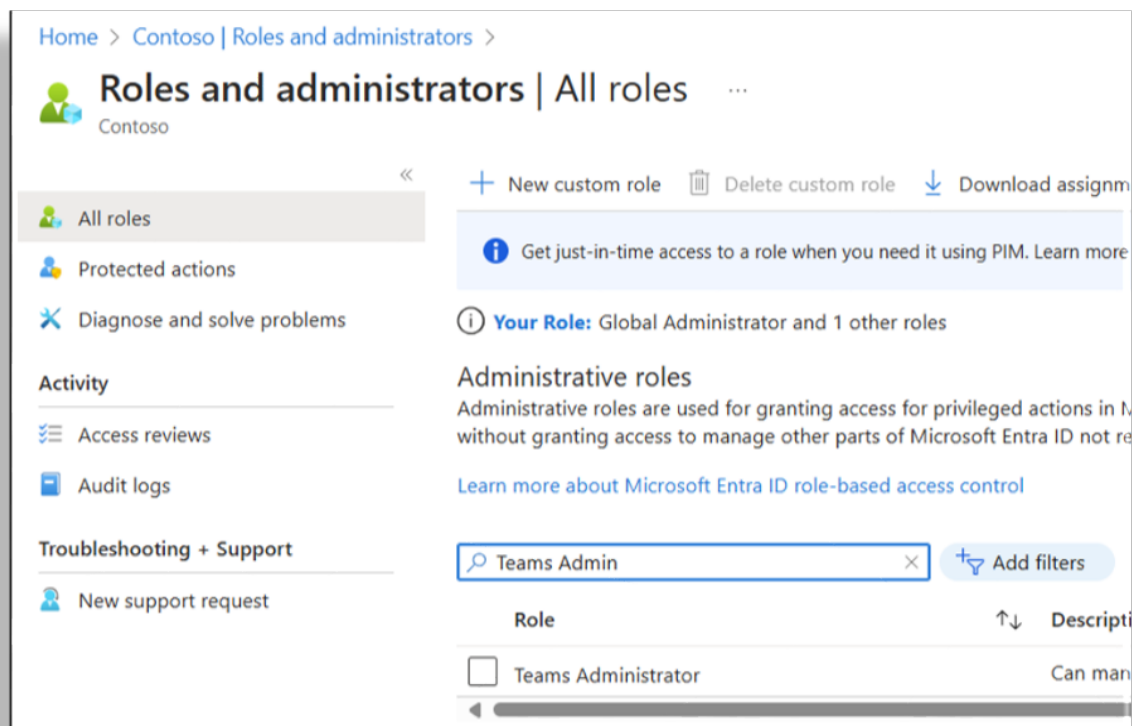 Home > Contoso | Roles and administrators >
Roles and administrators | All roles ...
Contoso
«
+ New custom role Delete custom role Download assignm
All roles
Get just-in-time access to a role when you need it using PIM. Learn more
Protected actions
Diagnose and solve problems
Your Role: Global Administrator and 1 other roles
Activity
Administrative roles
Administrative roles are used for granting access for privileged actions in M
Access reviews
without granting access to manage other parts of Microsoft Entra ID not re
Audit logs
Learn more about Microsoft Entra ID role-based access control
Troubleshooting + Support
Teams Admin
Add filters
New support request
Role Descripti
Teams Administrator Can man